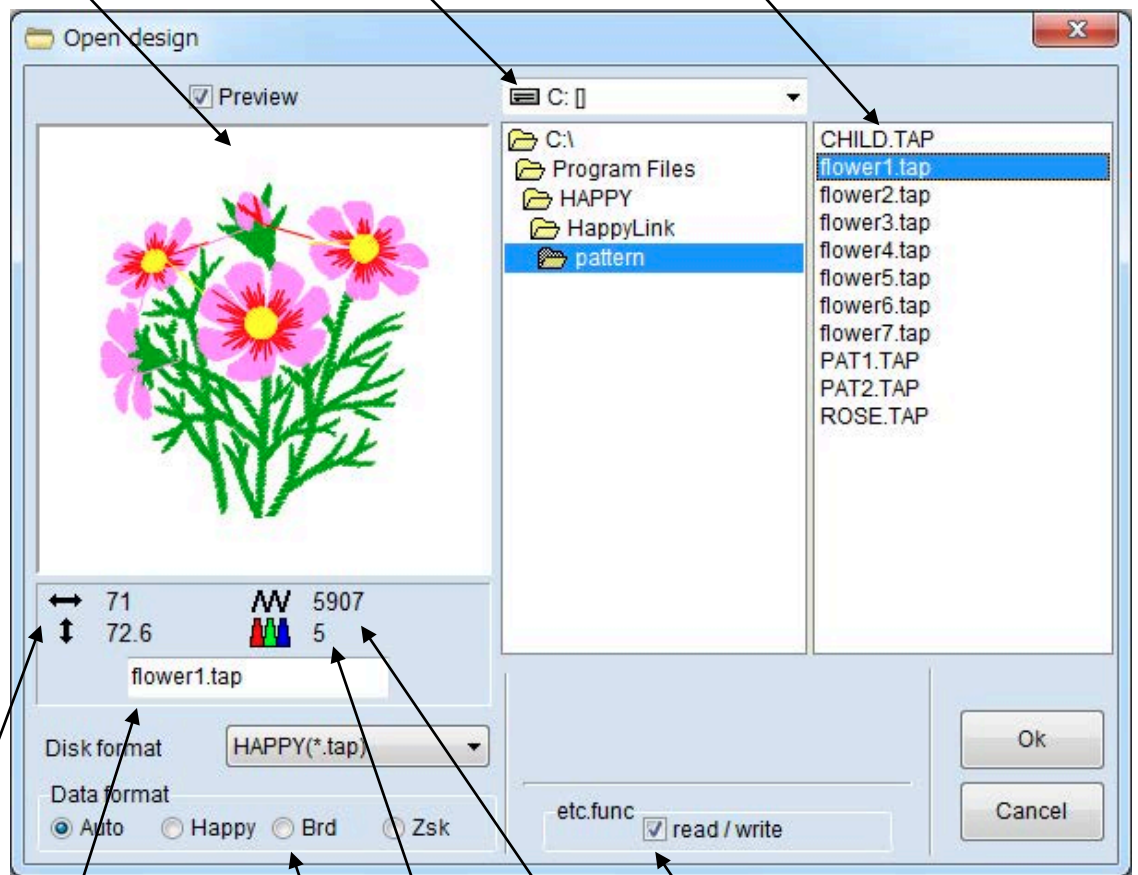 Open design
Preview
C: []
C:\
Program Files
HAPPY
HappyLink
pattern
CHILD.TAP
flower1.tap
flower2.tap
flower3.tap
flower4.tap
flower5.tap
flower6.tap
flower7.tap
PAT1.TAP
PAT2.TAP
ROSE.TAP
71
5907
72.6
5
flower1.tap
Disk format
HAPPY(*.tap)
Data format
Auto Happy Brd Zsk
etc.func
read / write
Ok
Cancel